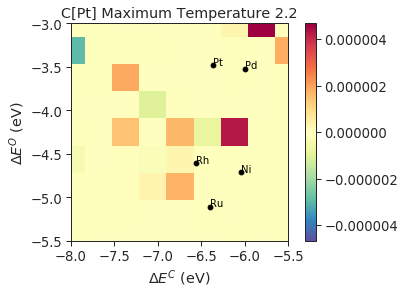 C[Pt] Maximum Temperature 2.2
−3.0
−3.5
−4.0
−4.5
−5.0
−5.5
ΔE^O (eV)
Pt
Pd
Rh
Ni
Ru
−8.0 −7.5 −7.0 −6.5 −6.0 −5.5
ΔE^C (eV)
0.000004
0.000002
0.000000
−0.000002
−0.000004